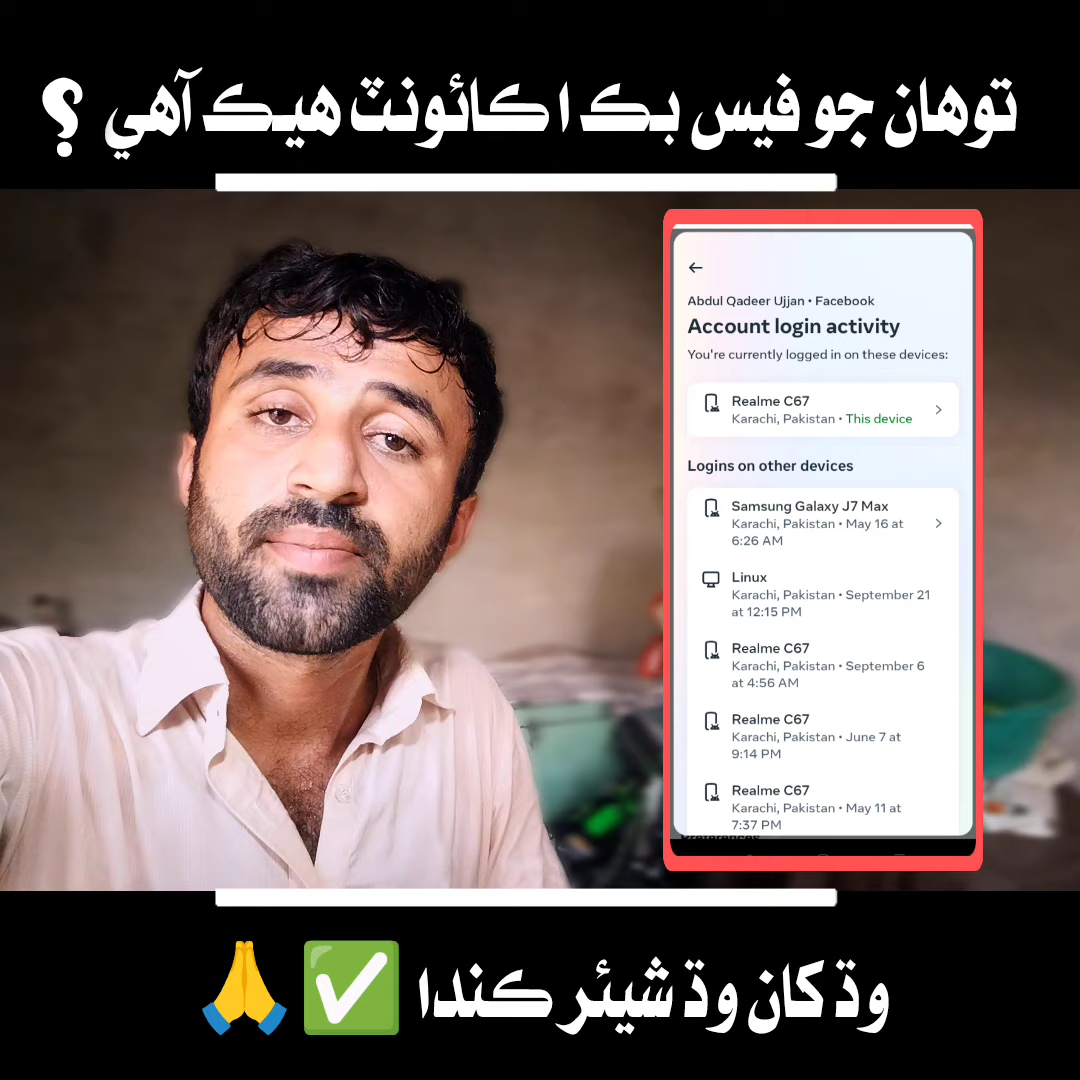 توهان جو فيس بڪ اڪائونٽ هيڪ آهي ؟
Abdul Qadeer Ujjan • Facebook
Account login activity
You're currently logged in on these devices:
Realme C67
Karachi, Pakistan • This device
Logins on other devices
Samsung Galaxy J7 Max
Karachi, Pakistan • May 16 at
6:26 AM
Linux
Karachi, Pakistan • September 21
at 12:15 PM
Realme C67
Karachi, Pakistan • September 6
at 4:56 AM
Realme C67
Karachi, Pakistan • June 7 at
9:14 PM
Realme C67
Karachi, Pakistan • May 11 at
7:37 PM
Preferences
وڌ کان وڌ شيئر ڪندا ✅ 🙏